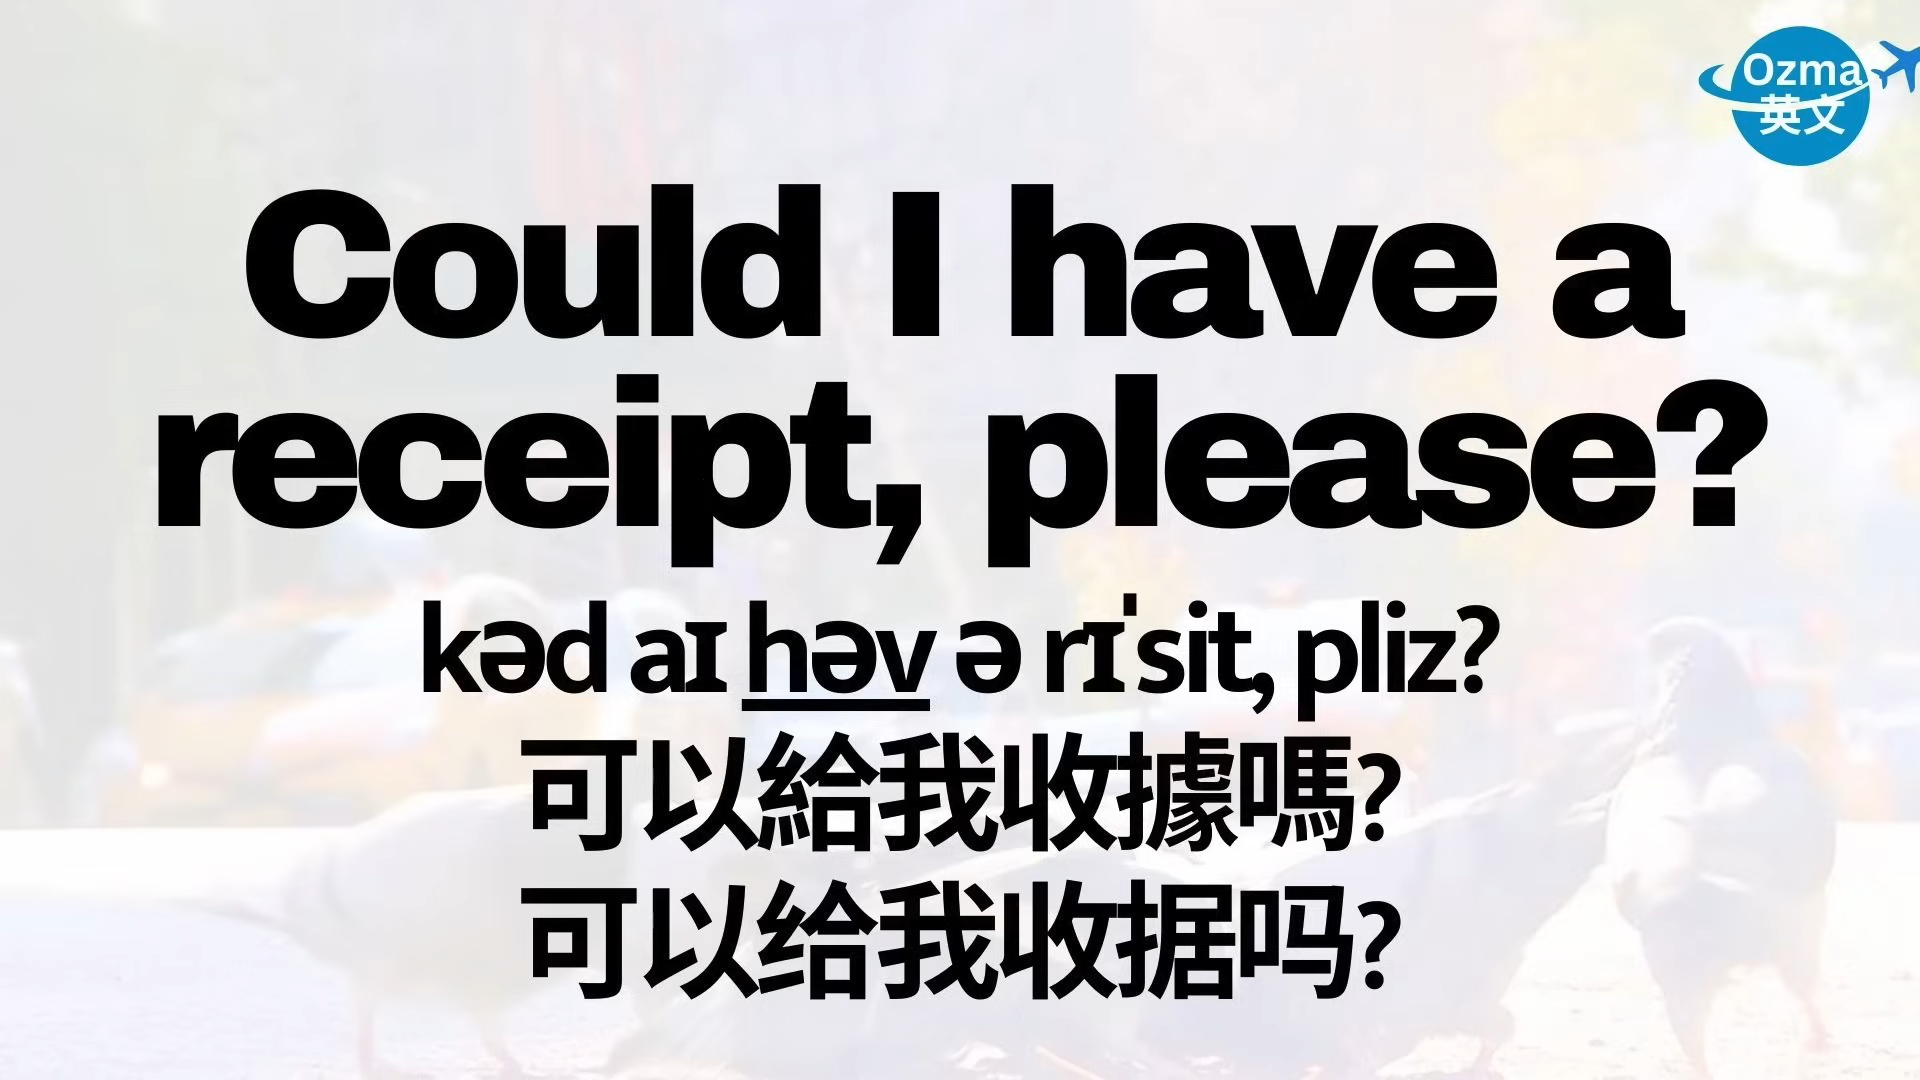 Ozma
英文
Could I have a
receipt, please?
kəd aɪ həv ə rɪˈsit, pliz?
可以給我收據嗎?
可以给我收据吗?